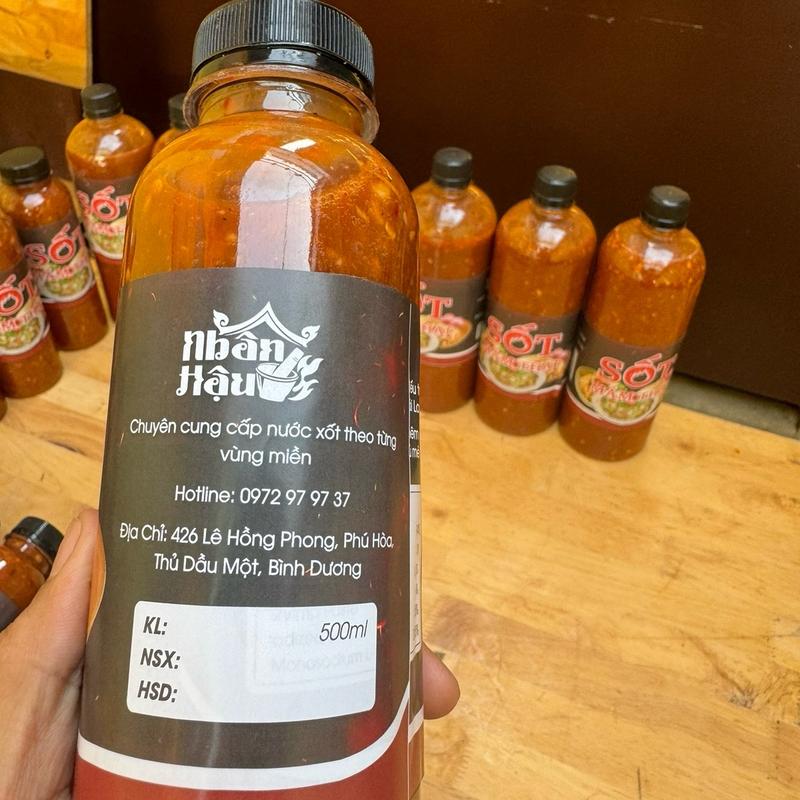 Nhân
Hậu
Chuyên cung cấp nước xốt theo từng
vùng miền
Hotline: 0972 97 97 37
Địa Chỉ: 426 Lê Hồng Phong, Phú Hòa,
Thủ Dầu Một, Bình Dương
KL: 500ml
NSX:
HSD:
SỐT
SỐT
SỐT
SỐT
SỐT